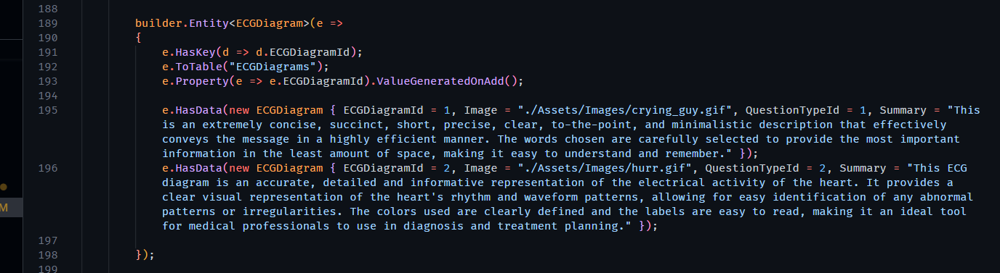 188
189 builder.Entity<ECGDiagram>(e =>
190 {
191 e.HasKey(d => d.ECGDiagramId);
192 e.ToTable("ECGDiagrams");
193 e.Property(e => e.ECGDiagramId).ValueGeneratedOnAdd();
194
195 e.HasData(new ECGDiagram { ECGDiagramId = 1, Image = "./Assets/Images/crying_guy.gif", QuestionTypeId = 1, Summary = "This
is an extremely concise, succinct, short, precise, clear, to-the-point, and minimalistic description that effectively
conveys the message in a highly efficient manner. The words chosen are carefully selected to provide the most important
information in the least amount of space, making it easy to understand and remember." });
196 e.HasData(new ECGDiagram { ECGDiagramId = 2, Image = "./Assets/Images/hurr.gif", QuestionTypeId = 2, Summary = "This ECG
diagram is an accurate, detailed and informative representation of the electrical activity of the heart. It provides a
clear visual representation of the heart's rhythm and waveform patterns, allowing for easy identification of any abnormal
patterns or irregularities. The colors used are clearly defined and the labels are easy to read, making it an ideal tool
M for medical professionals to use in diagnosis and treatment planning." });
197
198 });
199